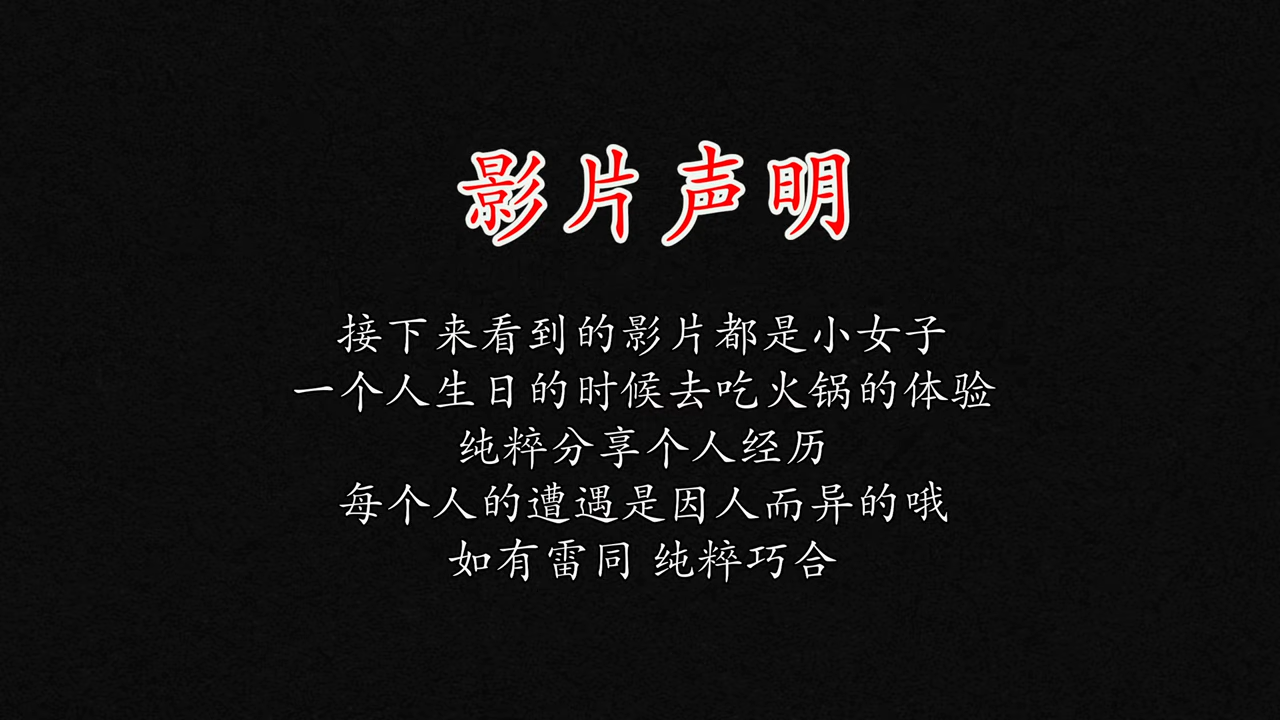 影片声明
接下来看到的影片都是小女子
一个人生日的时候去吃火锅的体验
纯粹分享个人经历
每个人的遭遇是因人而异的哦
如有雷同 纯粹巧合